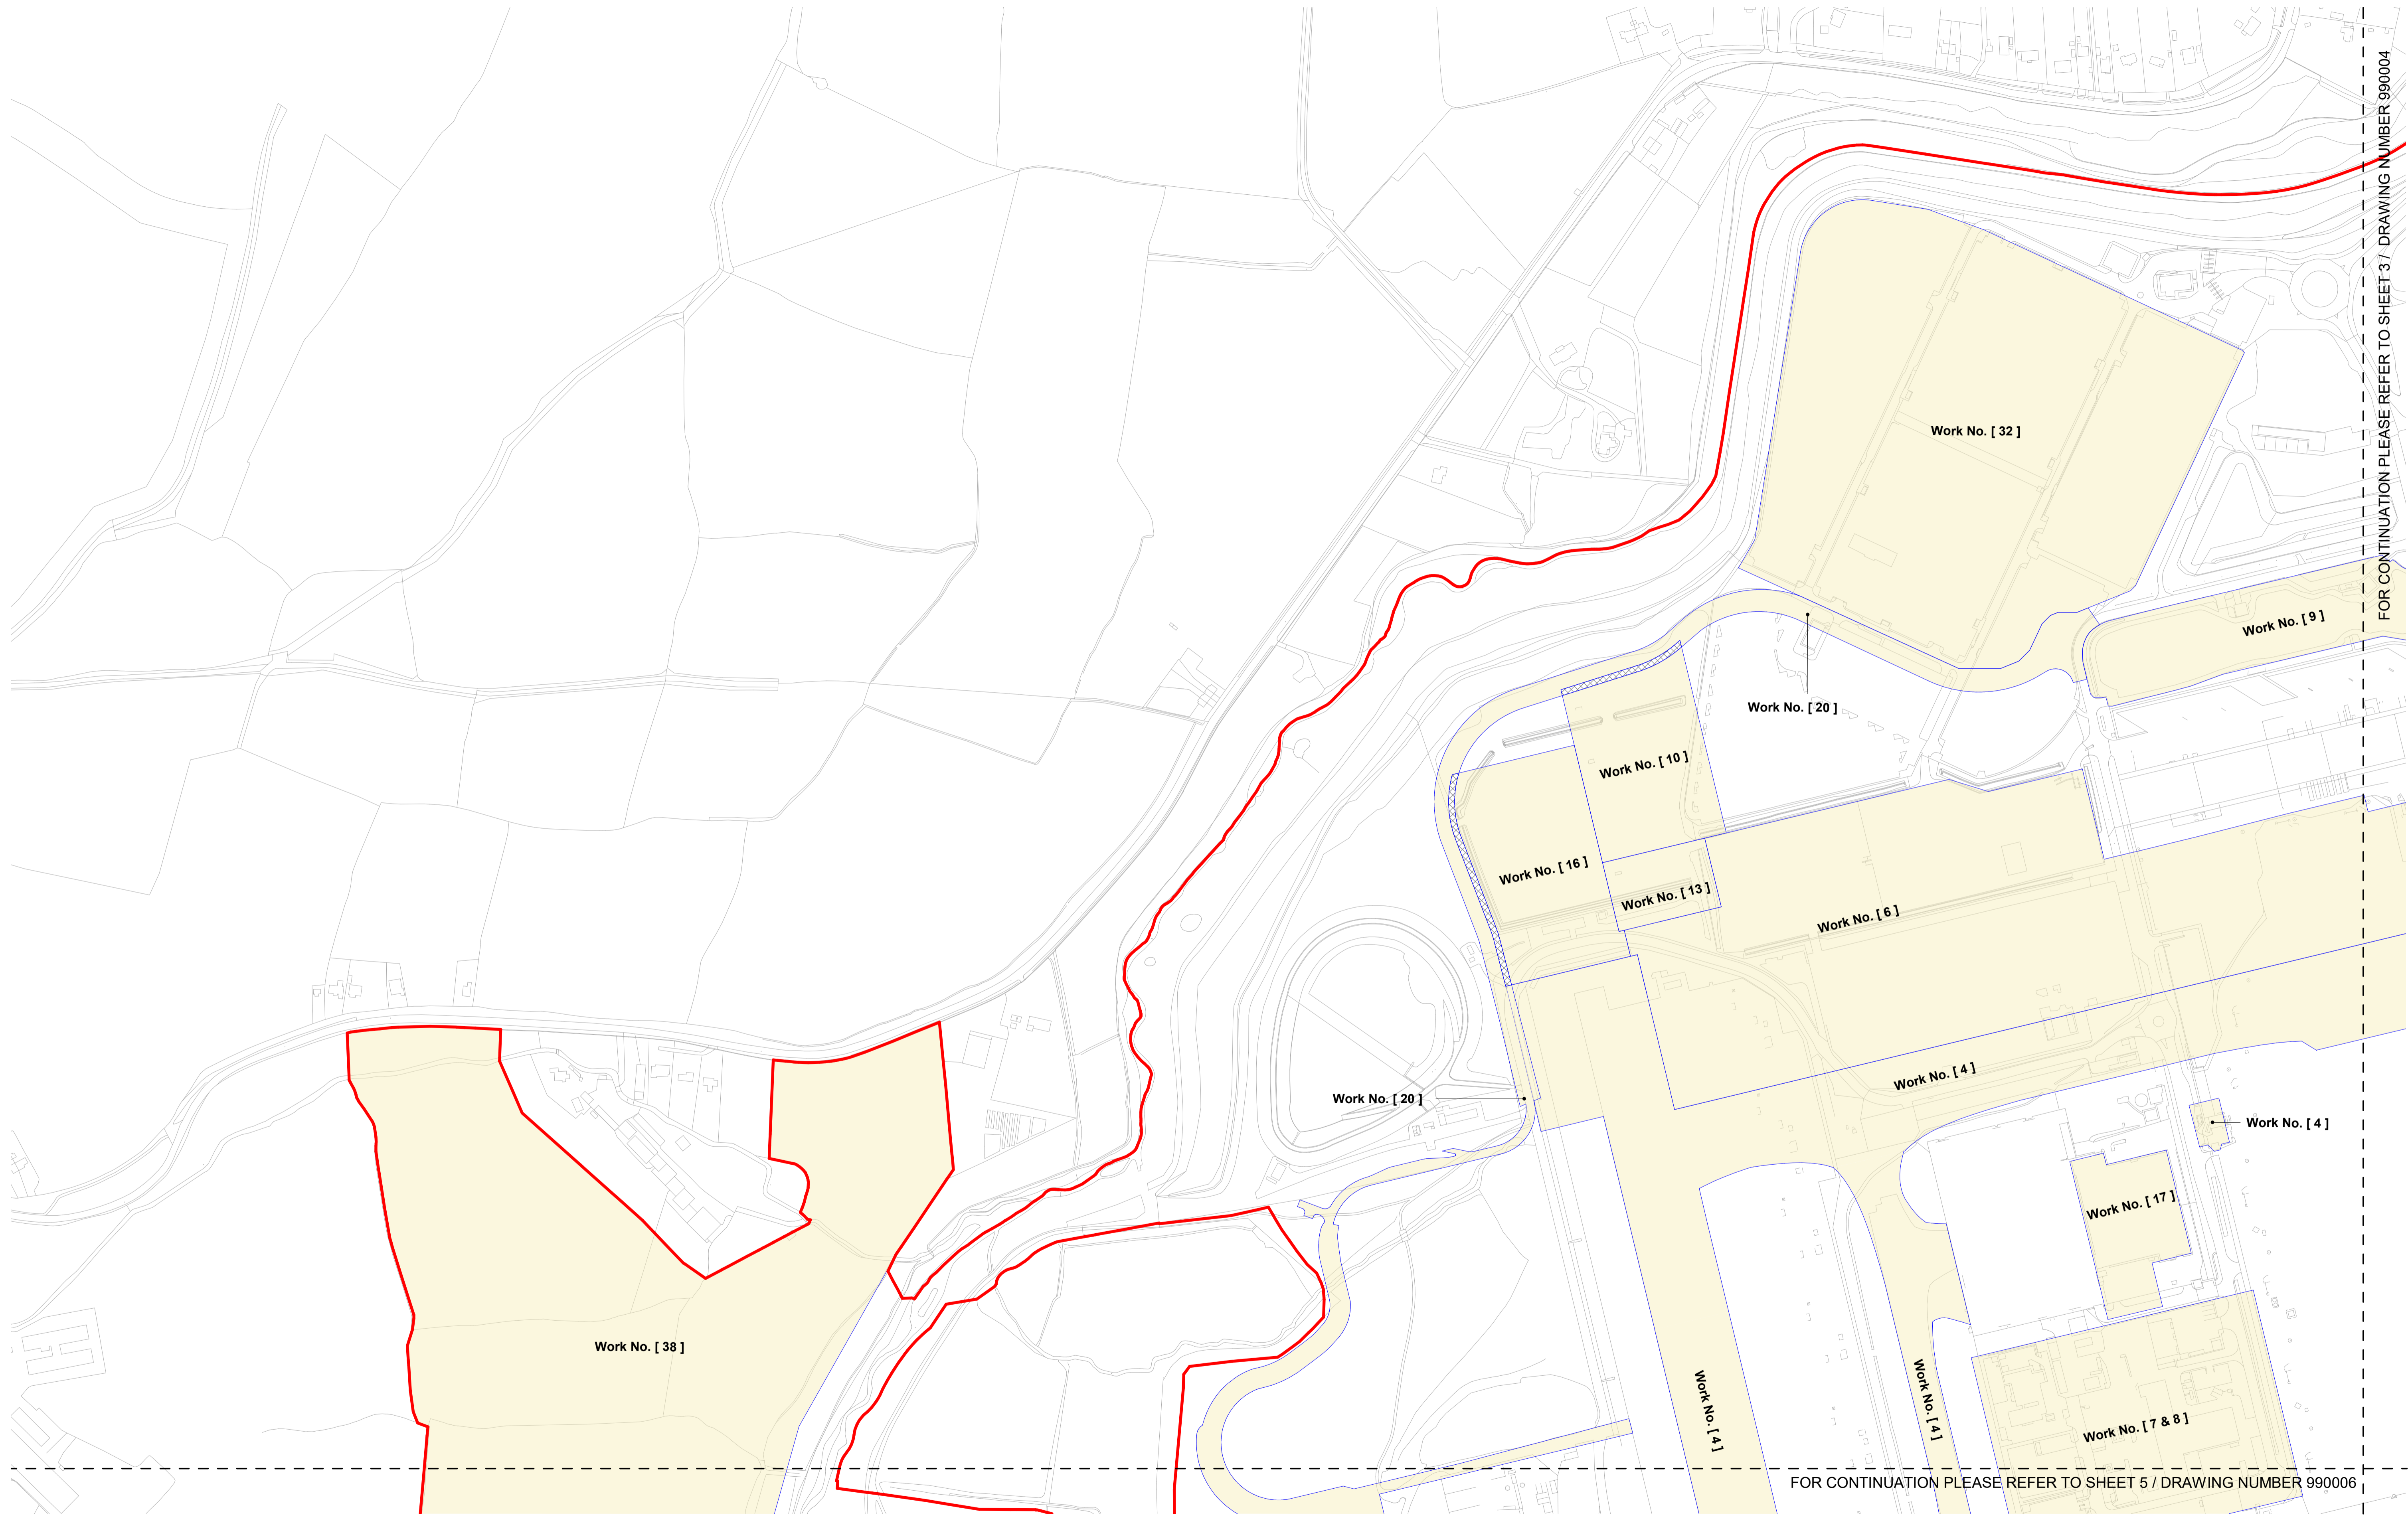 FOR CONTINUATION PLEASE REFER TO SHEET 3 / DRAWING NUMBER 990004
Work No. [ 32 ]
Work No. [ 9 ]
Work No. [ 20 ]
Work No. [ 10 ]
Work No. [ 16 ]
Work No. [ 13 ]
Work No. [ 6 ]
Work No. [ 4 ]
Work No. [ 20 ]
Work No. [ 4 ]
Work No. [ 17 ]
Work No. [ 38 ]
Work No. [ 4 ]
Work No. [ 4 ]
Work No. [ 7 & 8 ]
FOR CONTINUATION PLEASE REFER TO SHEET 5 / DRAWING NUMBER 990006